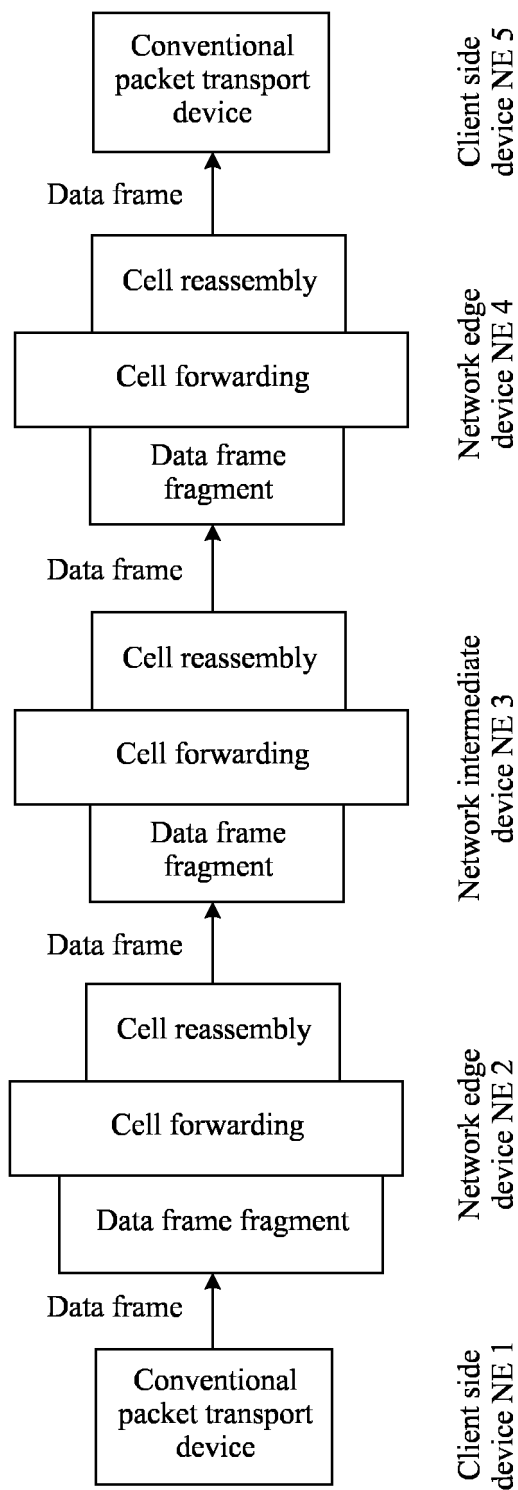 Conventional
packet transport
device
Client side
device NE 5
Data frame
Cell reassembly
Cell forwarding
Data frame
fragment
Network edge
device NE 4
Data frame
Cell reassembly
Cell forwarding
Data frame
fragment
Network intermediate
device NE 3
Data frame
Cell reassembly
Cell forwarding
Data frame fragment
Network edge
device NE 2
Data frame
Conventional
packet transport
device
Client side
device NE 1